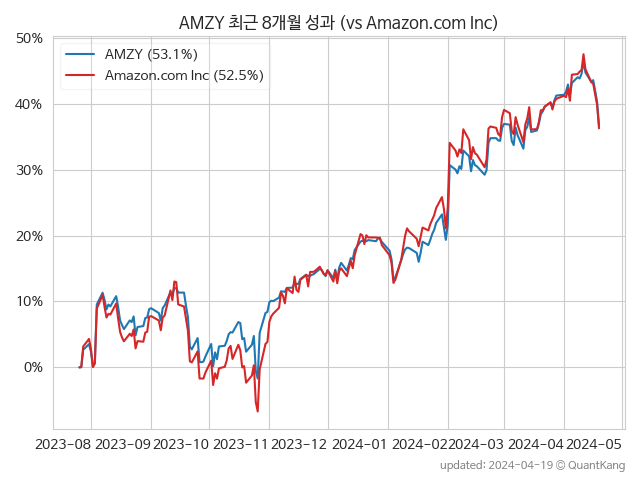 AMZY 최근 8개월 성과 (vs Amazon.com Inc)
50%
AMZY (53.1%)
Amazon.com Inc (52.5%)
40%
30%
20%
10%
0%
2023-08 2023-09 2023-10 2023-11 2023-12 2024-01 2024-02 2024-03 2024-04 2024-05
updated: 2024-04-19 © QuantKang